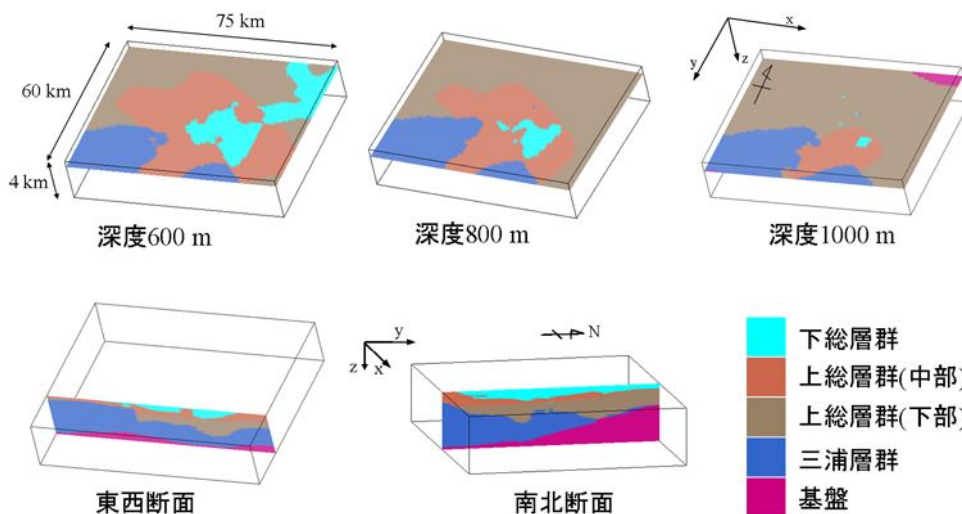 75 km
60 km
4 km
x
y
z
深度600 m
深度800 m
深度1000 m
東西断面
y
z
x
N
南北断面
下総層群
上総層群(中部)
上総層群(下部)
三浦層群
基盤